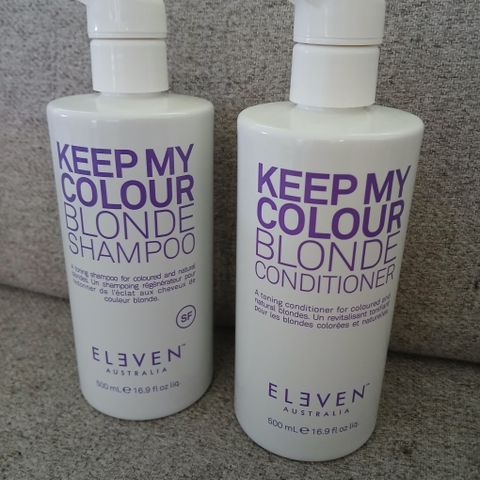 KEEP MY
COLOUR
BLONDE
SHAMPOO
A toning shampoo for coloured and natural
blondes. Un shampoing régénérateur pour
redonner de l'éclat aux cheveux de
couleur blonde.
SF
ELEVEN™
AUSTRALIA
500 mL ℮ 16.9 fl oz liq.
KEEP MY
COLOUR
BLONDE
CONDITIONER
A toning conditioner for coloured and
natural blondes. Un revitalisant tonifiant
pour les blondes colorées et naturelles.
ELEVEN™
AUSTRALIA
500 mL ℮ 16.9 fl oz liq.